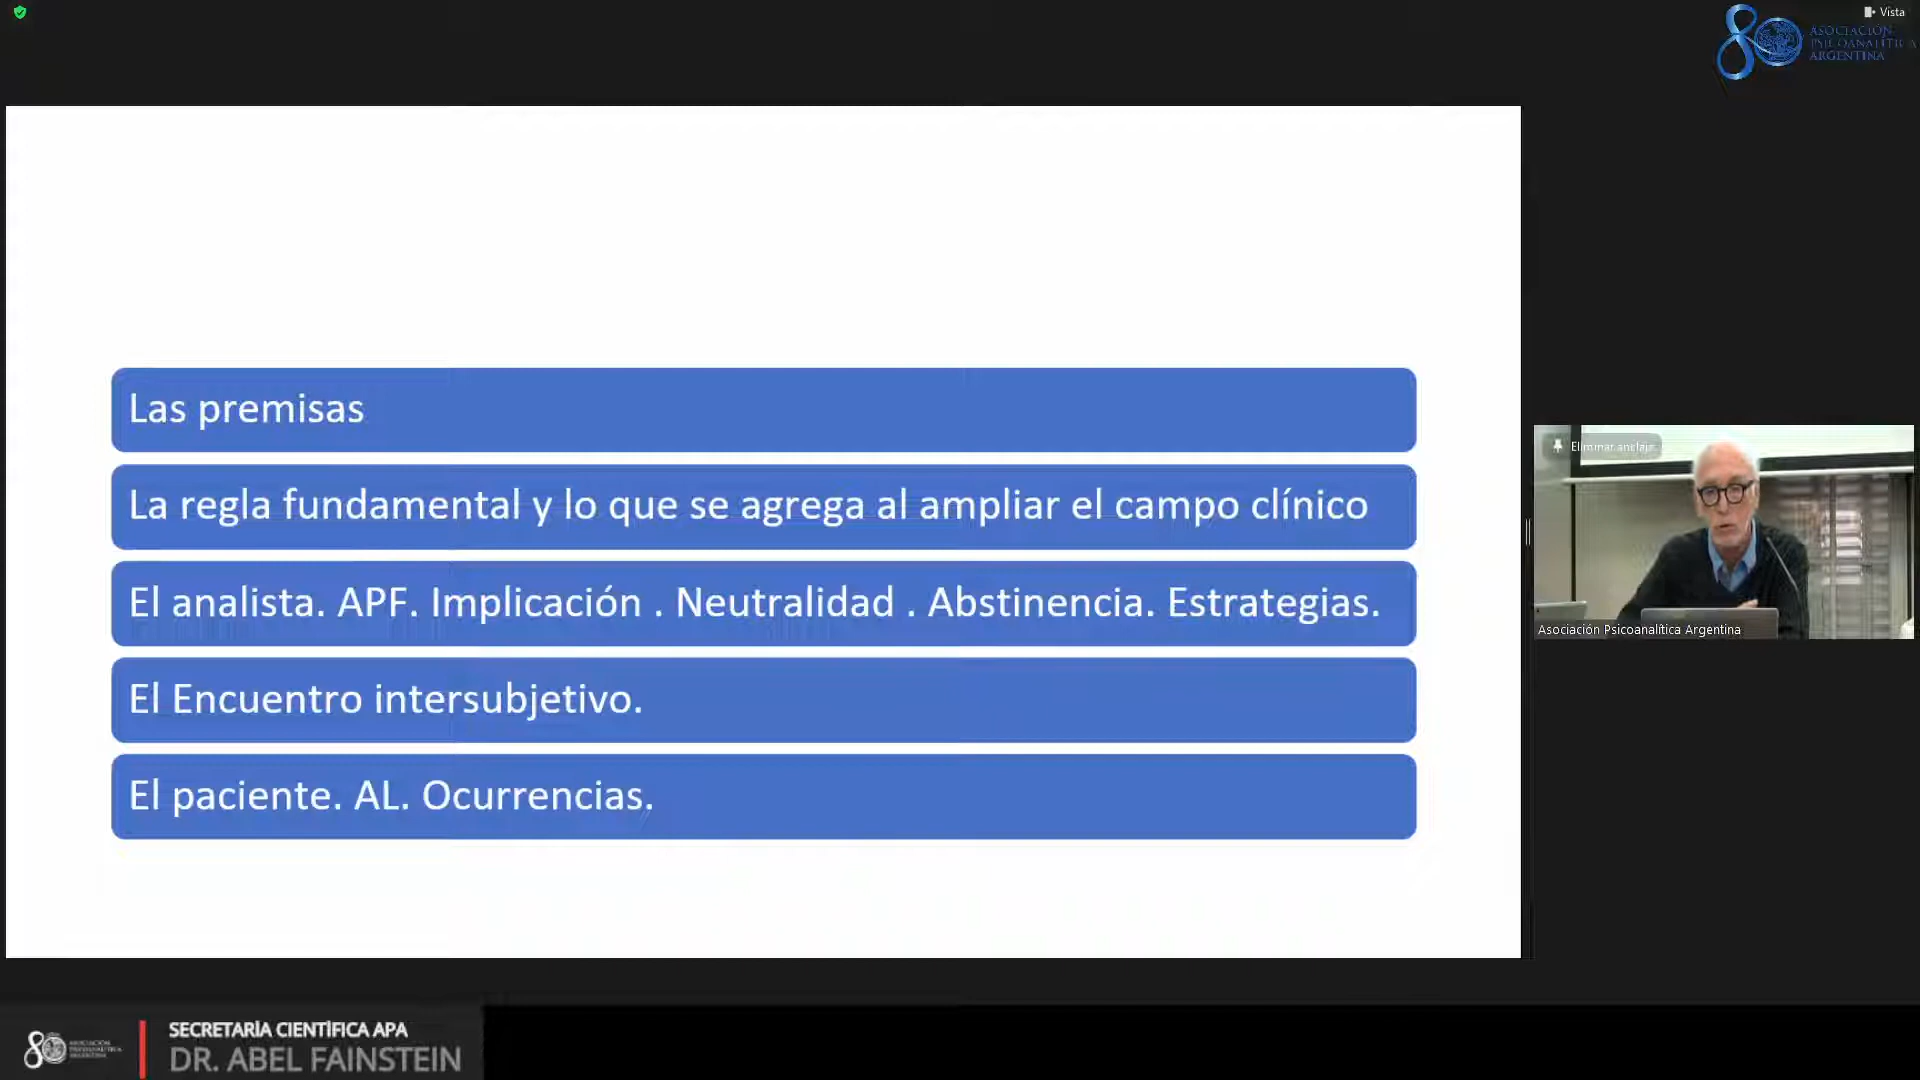 Vista
ASOCIACIÓN
PSICOANALÍTICA
ARGENTINA
Las premisas
La regla fundamental y lo que se agrega al ampliar el campo clínico
El analista. APF. Implicación . Neutralidad . Abstinencia. Estrategias.
El Encuentro intersubjetivo.
El paciente. AL. Ocurrencias.
Eliminar anclaje
Asociación Psicoanalítica Argentina
SECRETARÍA CIENTÍFICA APA
DR. ABEL FAINSTEIN